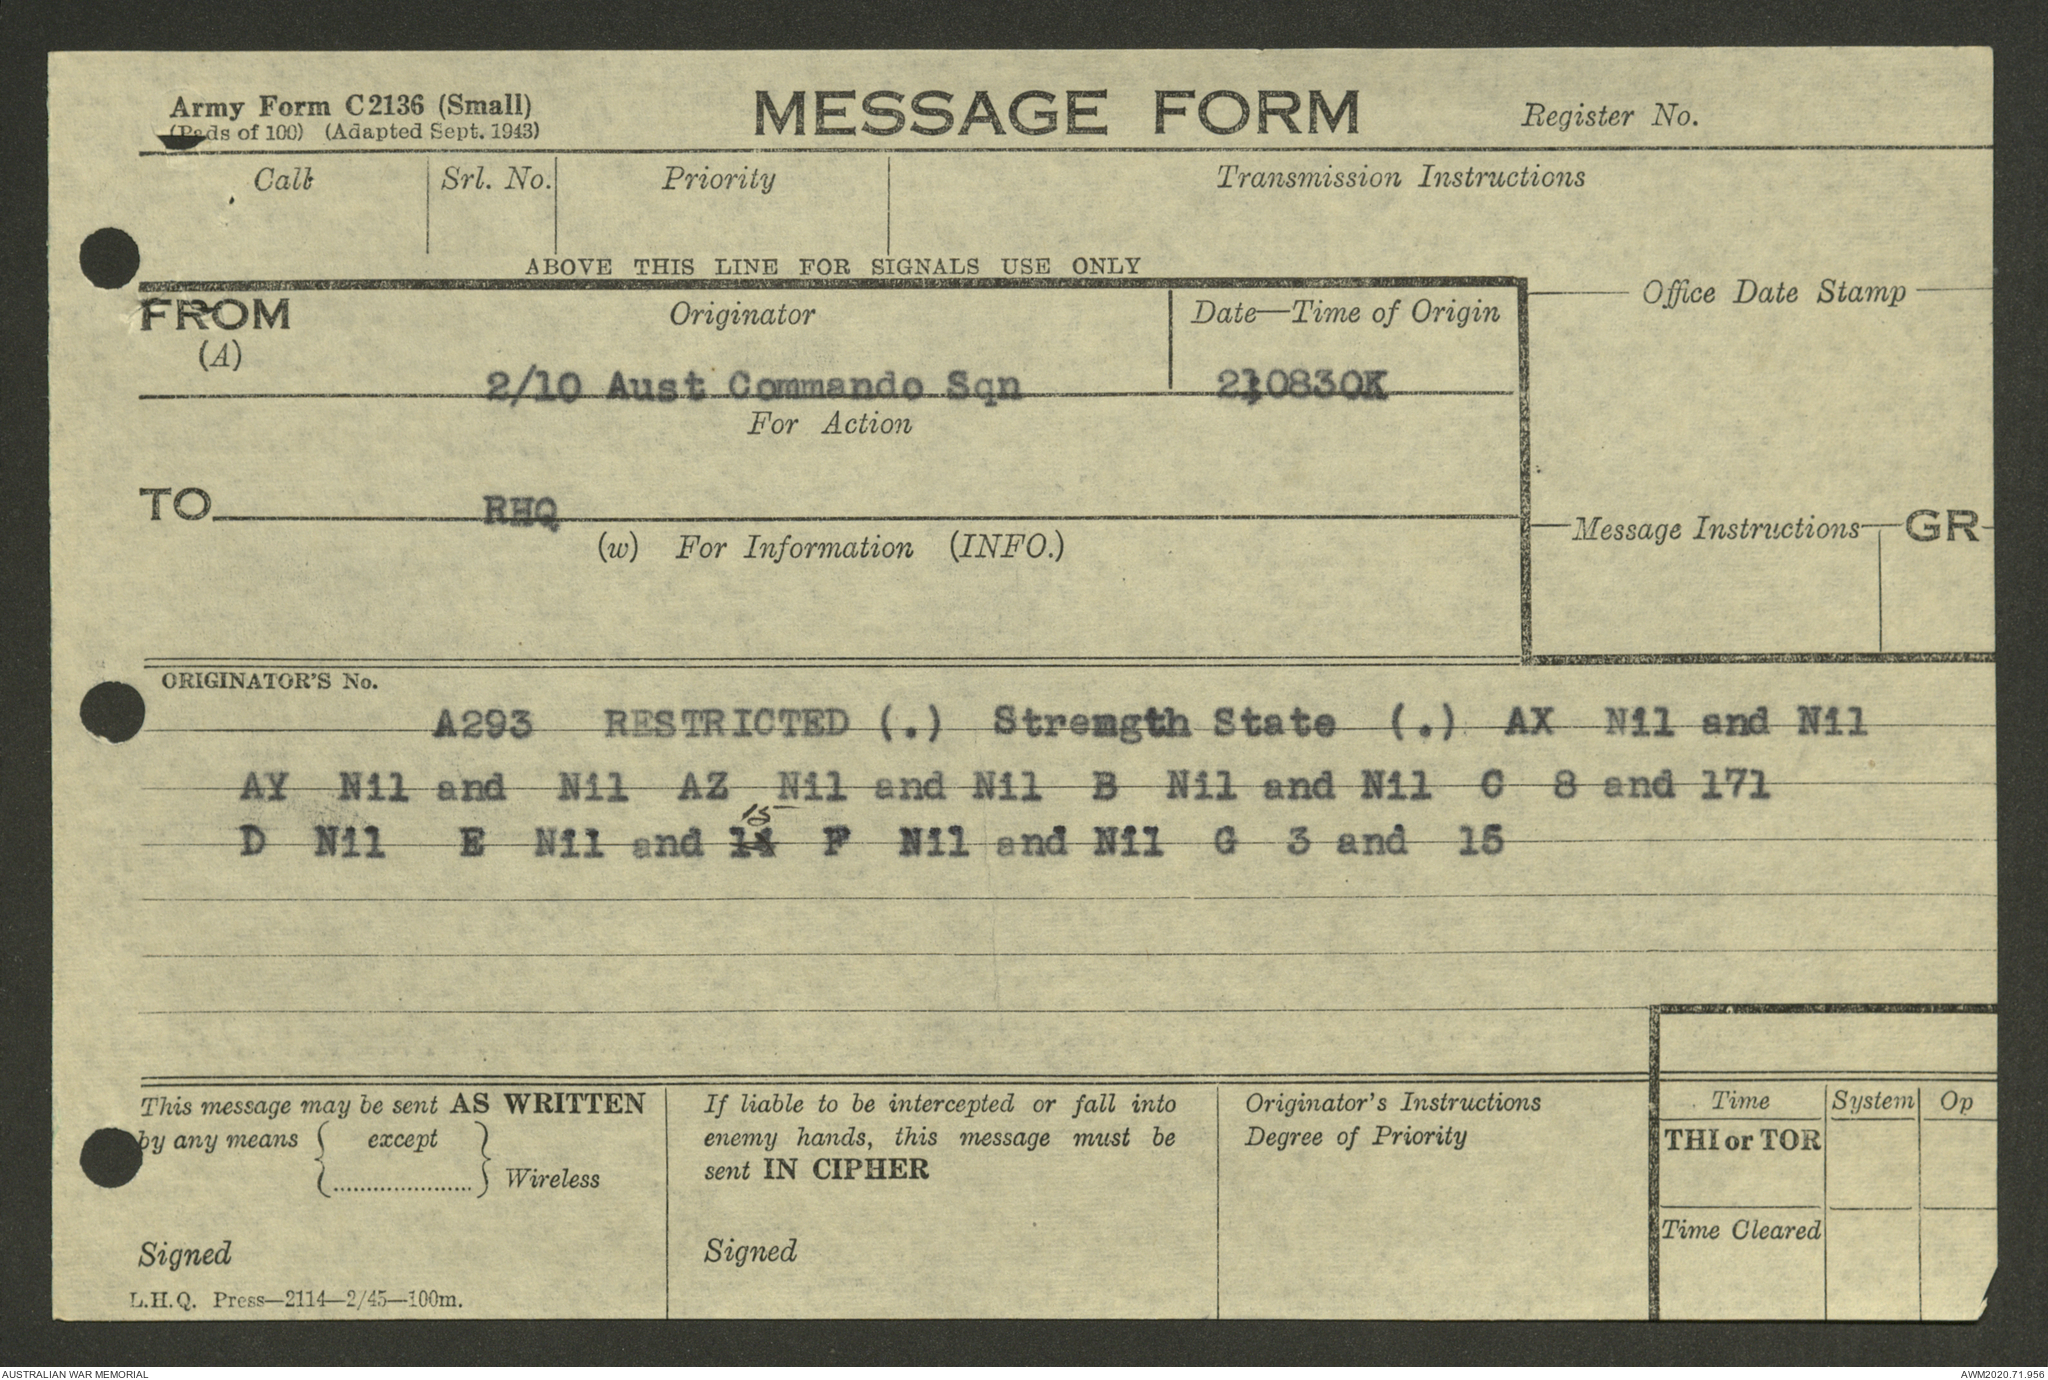 Army Form C2136 (Small)
(Pads of 100) (Adapted Sept. 1943)
MESSAGE FORM
Register No.
Call
Srl. No.
Priority
Transmission Instructions
ABOVE THIS LINE FOR SIGNALS USE ONLY
FROM
(A)
Originator
Date—Time of Origin
Office Date Stamp
2/10 Aust Commando Sqn
210830K
For Action
TO
RHQ
Message Instructions
GR
(w) For Information (INFO.)
ORIGINATOR'S No.
A293 RESTRICTED (.) Strength State (.) AX Nil and Nil
AY Nil and Nil AZ Nil and Nil B Nil and Nil C 8 and 171
15
D Nil E Nil and F Nil and Nil G 3 and 15
This message may be sent AS WRITTEN
by any means { except } Wireless
If liable to be intercepted or fall into
enemy hands, this message must be
sent IN CIPHER
Originator's Instructions
Degree of Priority
Time
System
Op
THI or TOR
Time Cleared
Signed
Signed
L.H.Q. Press—2114—2/45—100m.
AUSTRALIAN WAR MEMORIAL
AWM2020.71.956